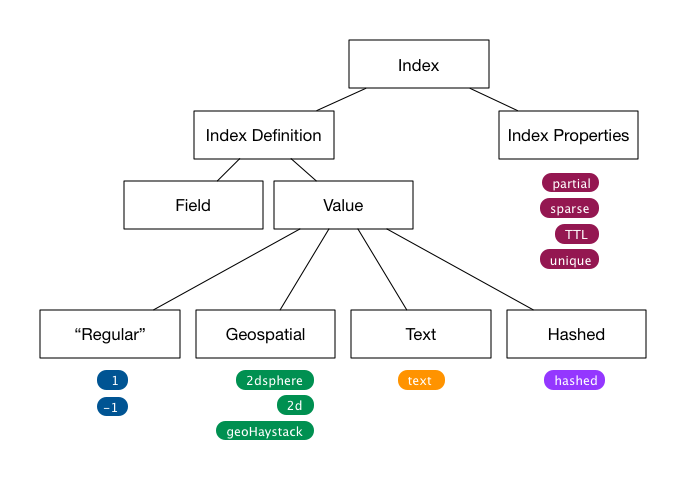 Index
Index Definition
Index Properties
partial
sparse
TTL
unique
Field
Value
“Regular”
Geospatial
Text
Hashed
1
-1
2dsphere
2d
geoHaystack
text
hashed